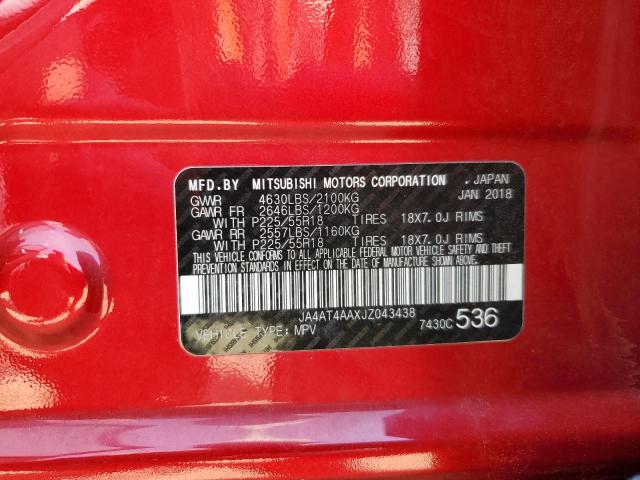 MFD.BY MITSUBISHI MOTORS CORPORATION JAPAN
GVWR 4630LBS/2100KG JAN 2018
GAWR FR 2646LBS/1200KG
WITH P225/55R18 TIRES 18X7.0J RIMS
GAWR RR 2557LBS/1160KG
WITH P225/55R18 TIRES 18X7.0J RIMS
THIS VEHICLE CONFORMS TO ALL APPLICABLE FEDERAL MOTOR VEHICLE SAFETY, BUMPER, AND THEFT
PREVENTION STANDARDS IN EFFECT ON THE DATE OF MANUFACTURE SHOWN ABOVE.
JA4AT4AAXJZ043438
VEHICLE TYPE: MPV 7430C 536